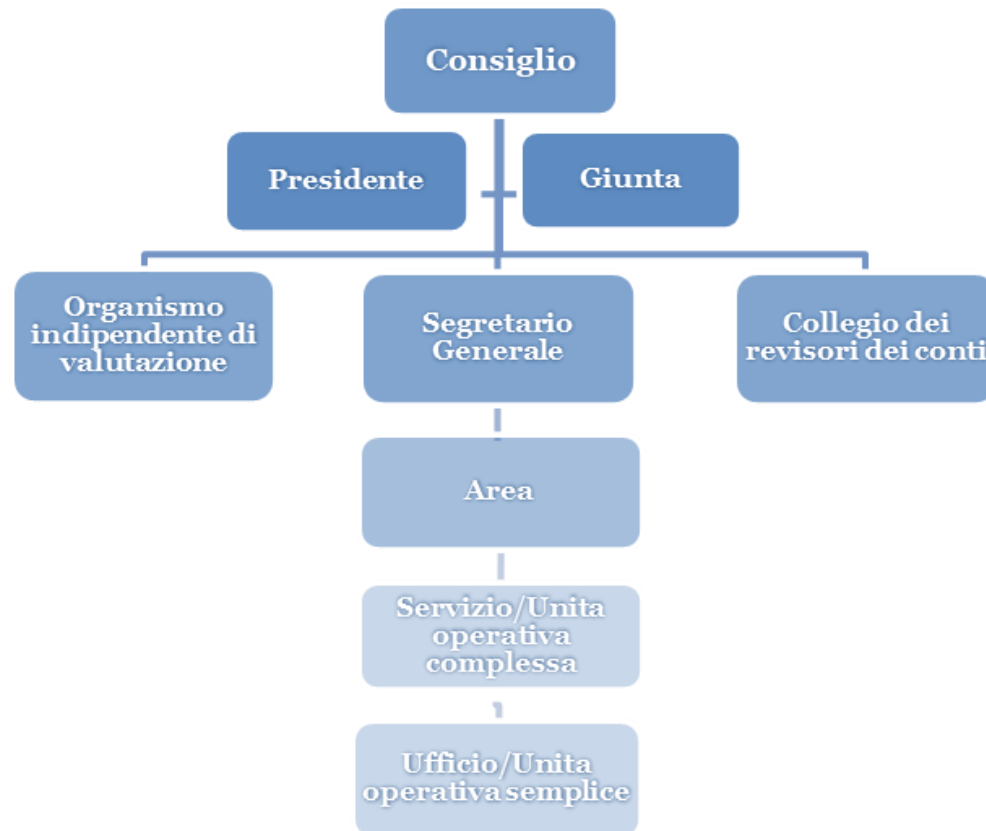 Consiglio
Presidente
Giunta
Organismo
indipendente di
valutazione
Segretario
Generale
Collegio dei
revisori dei conti
Area
Servizio/Unita
operativa
complessa
Ufficio/Unita
operativa semplice